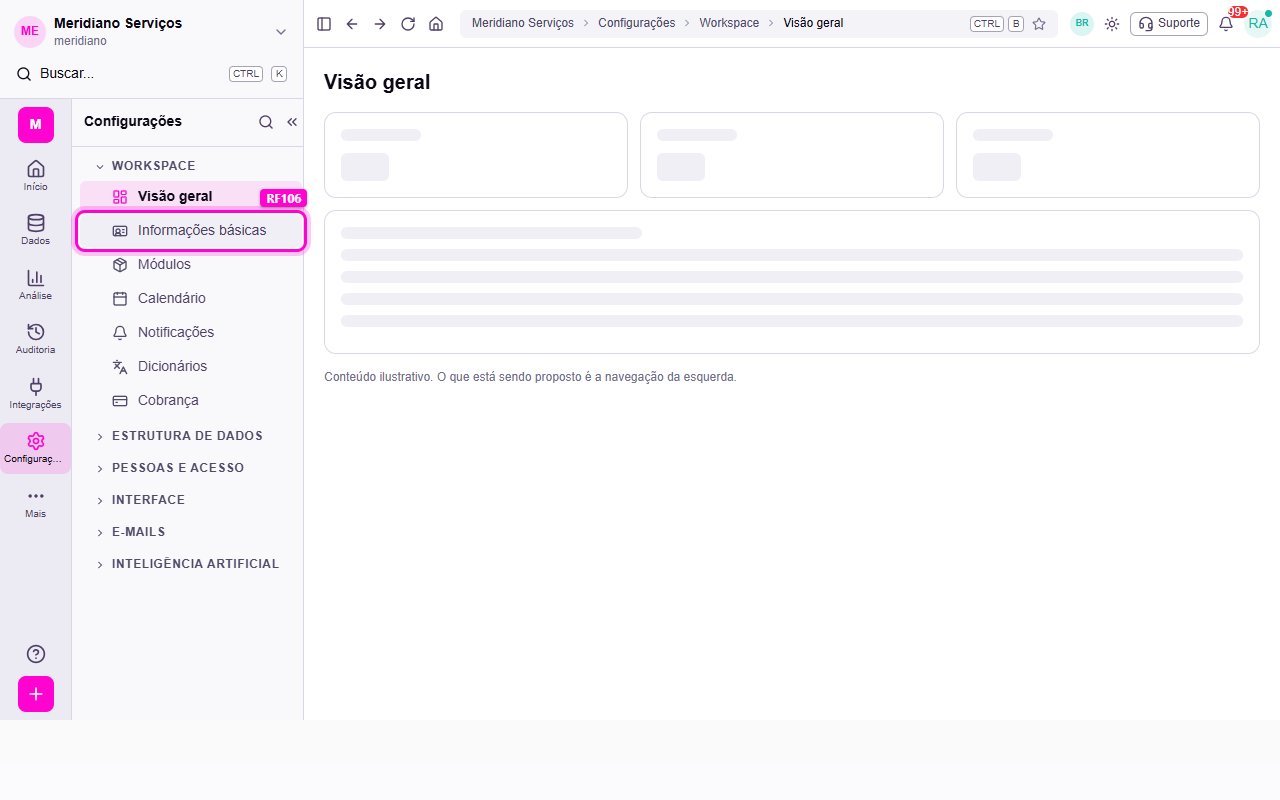 ME
Meridiano Serviços
meridiano
Buscar...
CTRL K
M
Início
Dados
Análise
Auditoria
Integrações
Configuraç...
Mais
Configurações
WORKSPACE
Visão geral
RF106
Informações básicas
Módulos
Calendário
Notificações
Dicionários
Cobrança
ESTRUTURA DE DADOS
PESSOAS E ACESSO
INTERFACE
E-MAILS
INTELIGÊNCIA ARTIFICIAL
Meridiano Serviços > Configurações > Workspace > Visão geral
CTRL B
BR
Suporte
99+
RA
Visão geral
Conteúdo ilustrativo. O que está sendo proposto é a navegação da esquerda.